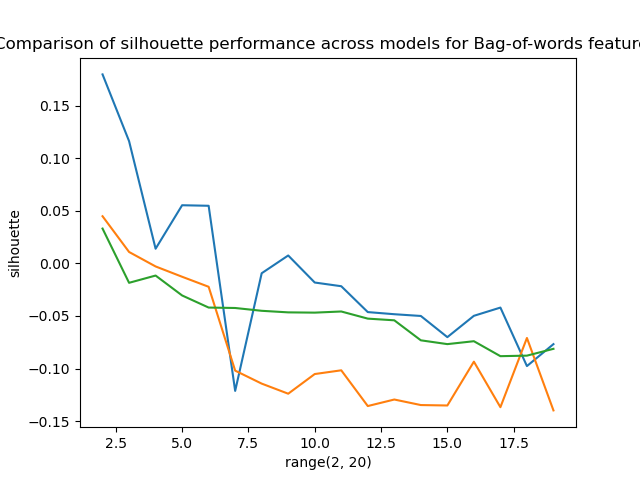 Comparison of silhouette performance across models for Bag-of-words feature
0.15
0.10
0.05
0.00
−0.05
−0.10
−0.15
silhouette
2.5 5.0 7.5 10.0 12.5 15.0 17.5
range(2, 20)